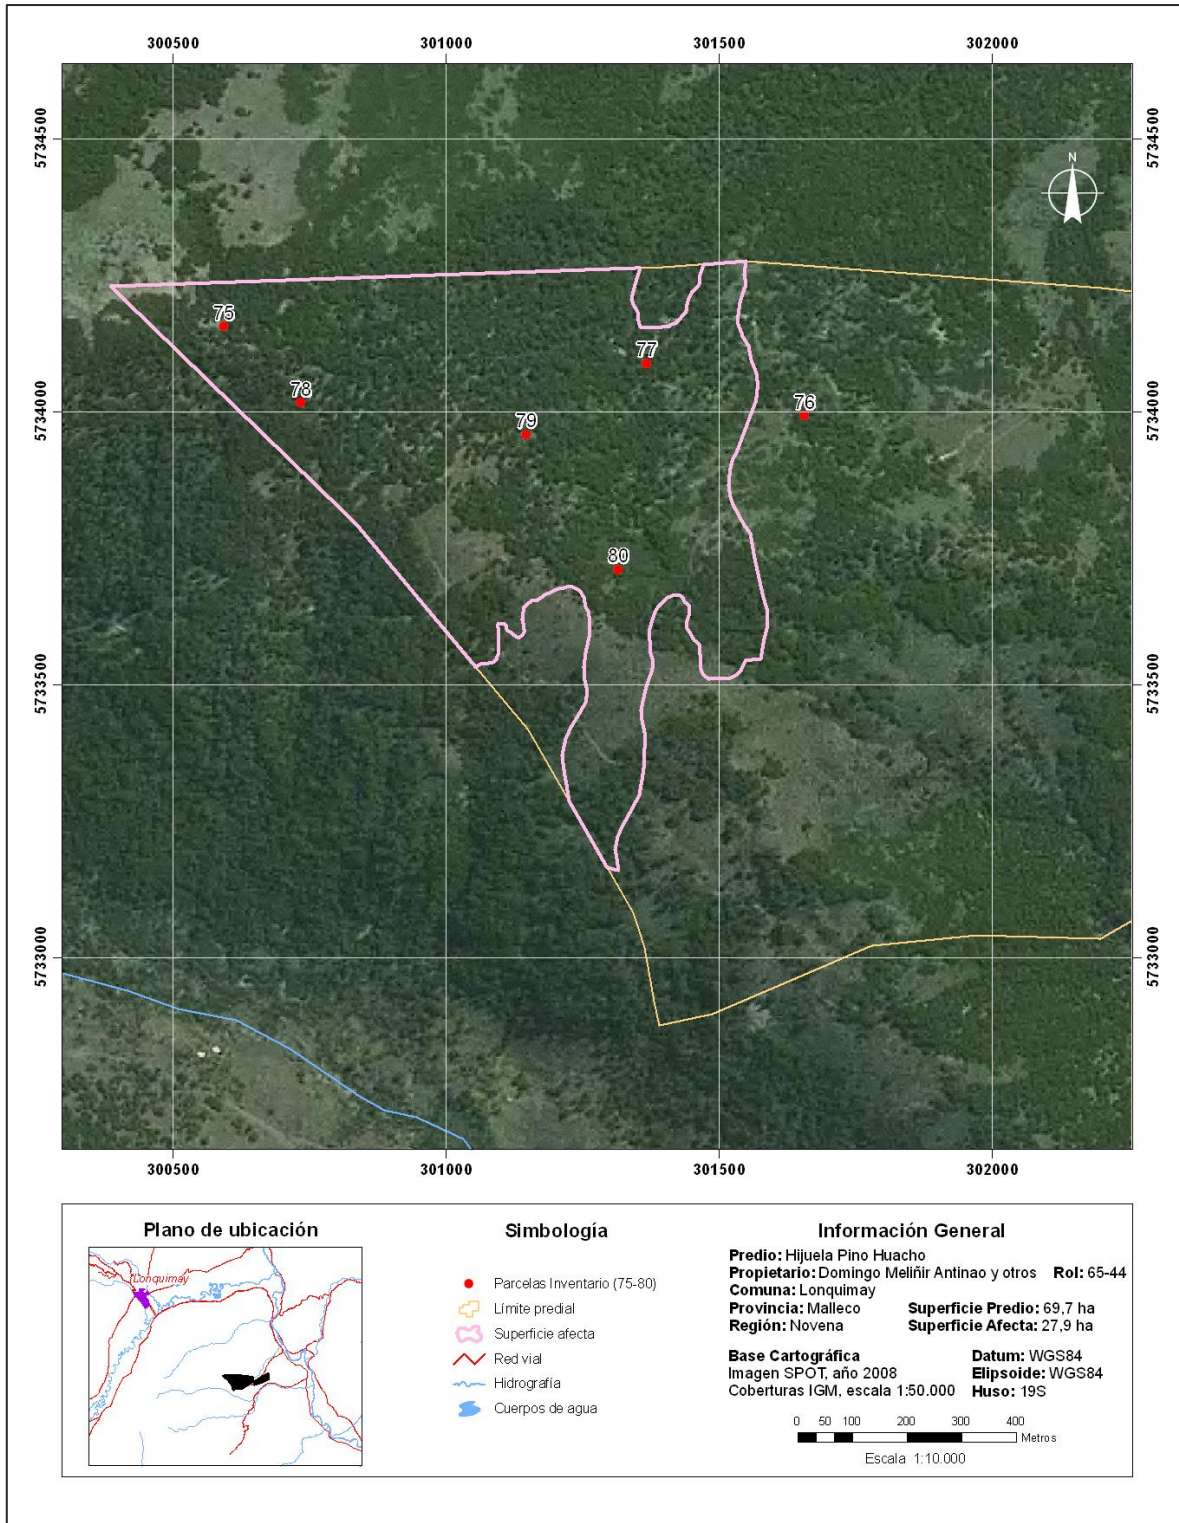 300500 301000 301500 302000
5734500 5734500
N
75
77
78
76
5734000 5734000
79
80
5733500 5733500
5733000 5733000
300500 301000 301500 302000
Plano de ubicación
Lonquimay
Simbología
Parcelas Inventario (75-80)
Límite predial
Superficie afecta
Red vial
Hidrografía
Cuerpos de agua
Información General
Predio: Hijuela Pino Huacho
Propietario: Domingo Meliñir Antinao y otros Rol: 65-44
Comuna: Lonquimay
Provincia: Malleco Superficie Predio: 69,7 ha
Región: Novena Superficie Afecta: 27,9 ha
Base Cartográfica Datum: WGS84
Imagen SPOT, año 2008 Elipsoide: WGS84
Coberturas IGM, escala 1:50.000 Huso: 19S
0 50 100 200 300 400
Metros
Escala 1:10.000